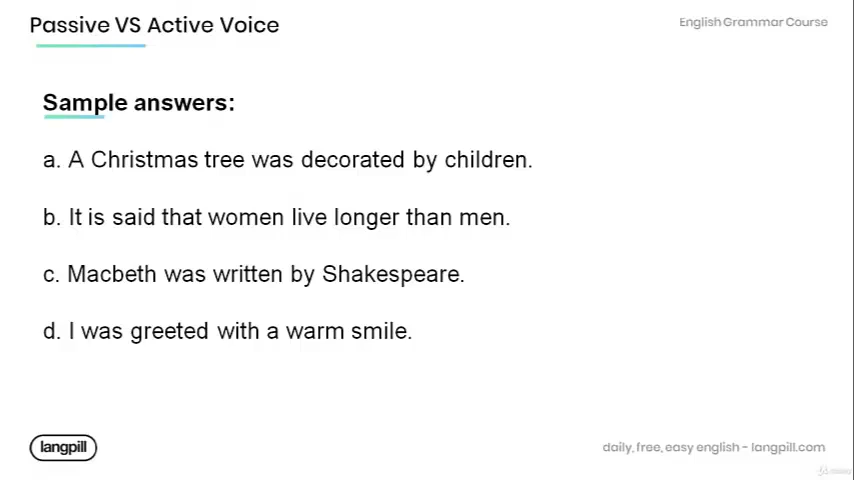 Passive VS Active Voice
English Grammar Course
Sample answers:
a. A Christmas tree was decorated by children.
b. It is said that women live longer than men.
c. Macbeth was written by Shakespeare.
d. I was greeted with a warm smile.
langpill
daily, free, easy english - langpill.com